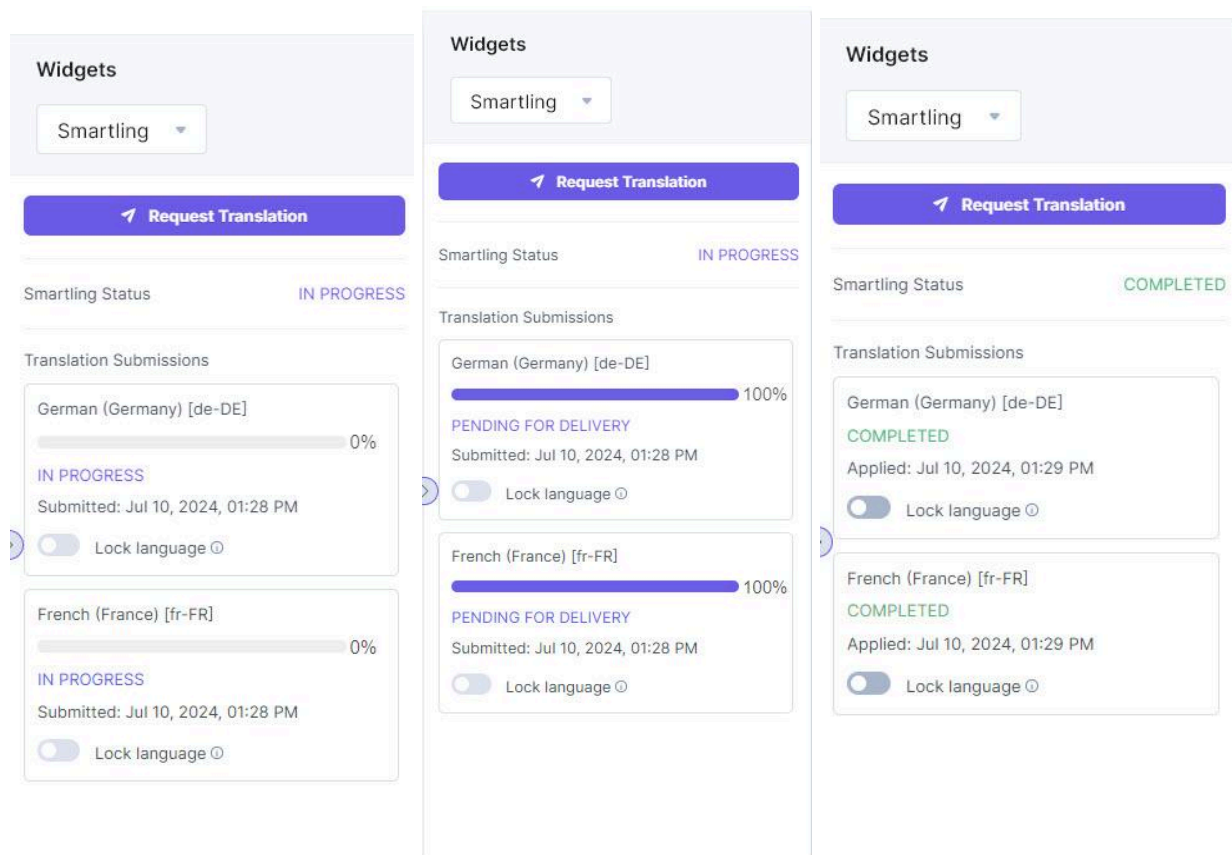 Widgets
Smartling
Request Translation
Smartling Status IN PROGRESS
Translation Submissions
German (Germany) [de-DE]
0%
IN PROGRESS
Submitted: Jul 10, 2024, 01:28 PM
Lock language
French (France) [fr-FR]
0%
IN PROGRESS
Submitted: Jul 10, 2024, 01:28 PM
Lock language
Widgets
Smartling
Request Translation
Smartling Status IN PROGRESS
Translation Submissions
German (Germany) [de-DE]
100%
PENDING FOR DELIVERY
Submitted: Jul 10, 2024, 01:28 PM
Lock language
French (France) [fr-FR]
100%
PENDING FOR DELIVERY
Submitted: Jul 10, 2024, 01:28 PM
Lock language
Widgets
Smartling
Request Translation
Smartling Status COMPLETED
Translation Submissions
German (Germany) [de-DE]
COMPLETED
Applied: Jul 10, 2024, 01:29 PM
Lock language
French (France) [fr-FR]
COMPLETED
Applied: Jul 10, 2024, 01:29 PM
Lock language